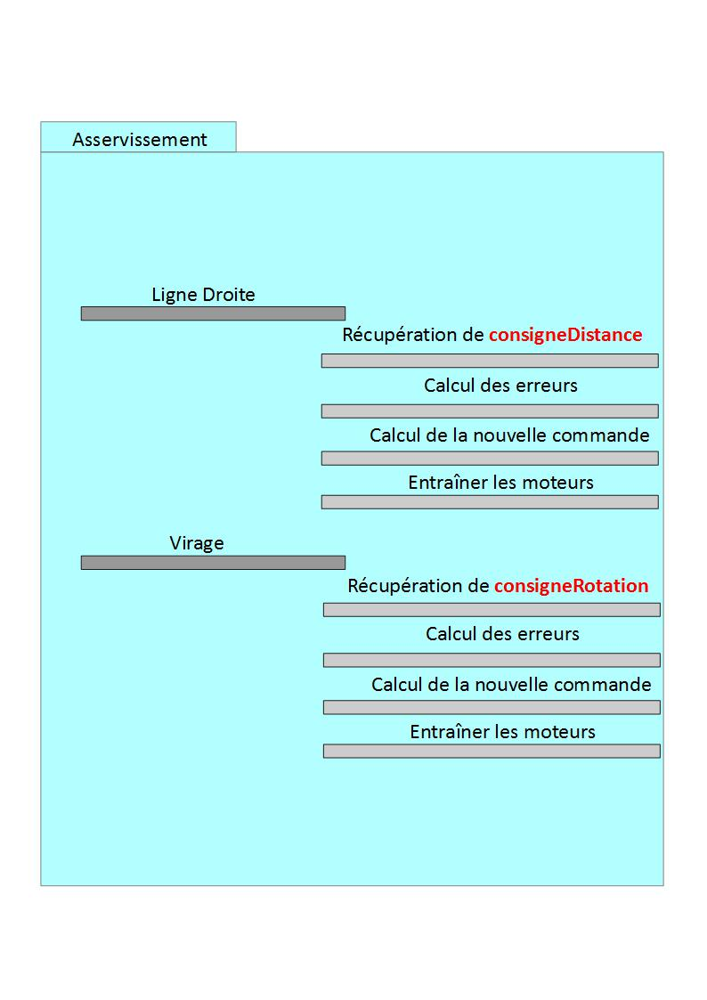 Asservissement
Ligne Droite
Récupération de consigneDistance
Calcul des erreurs
Calcul de la nouvelle commande
Entraîner les moteurs
Virage
Récupération de consigneRotation
Calcul des erreurs
Calcul de la nouvelle commande
Entraîner les moteurs